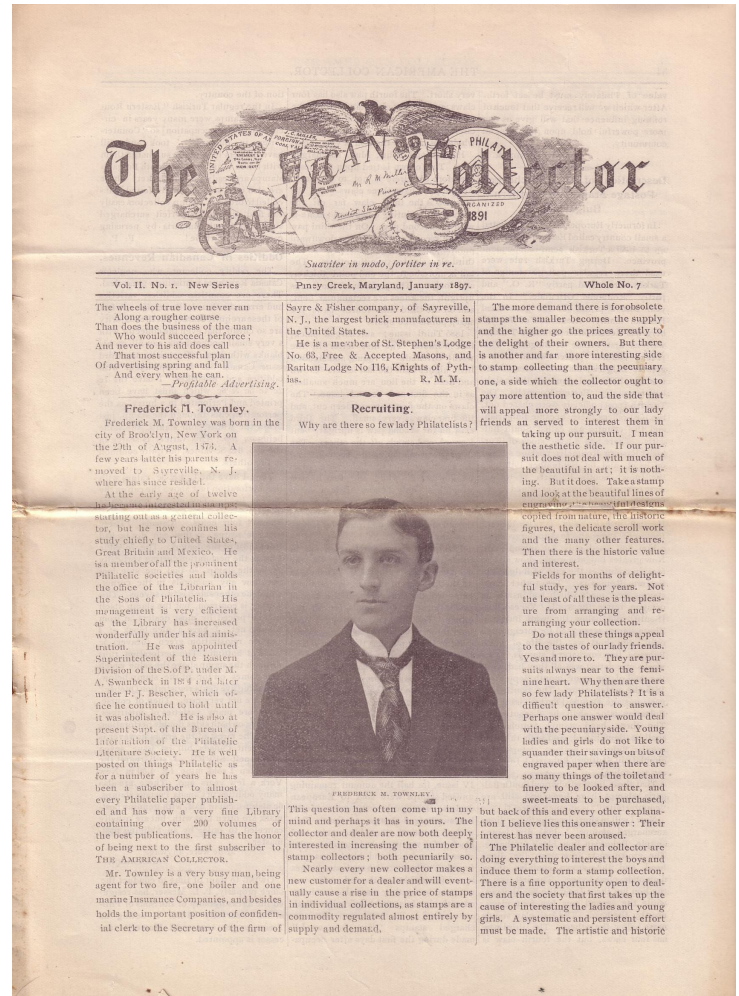 The AMERICAN Collector
UNITED STATES OF
PHILAT
ORGANIZED
1891
Suaviter in modo, fortiter in re.
Vol. II. No. 1. New Series
Piney Creek, Maryland, January 1897.
Whole No. 7
The wheels of true love never ran
Along a rougher course
Than does the business of the man
Who would succeed perforce ;
And never to his aid does call
That most successful plan
Of advertising spring and fall
And every when he can.
—Profitable Advertising.
Frederick M. Townley.
Frederick M. Townley was born in the
city of Brooklyn, New York on
the 29th of August, 1874. A
few years latter his parents re-
moved to Sayreville, N. J.
where has since resided.
At the early age of twelve
he became interested in stamps;
starting out as a general collec-
tor, but he now confines his
study chiefly to United States,
Great Britain and Mexico. He
is a member of all the prominent
Philatelic societies and holds
the office of the Librarian in
the Sons of Philatelia. His
management is very efficient
as the Library has increased
wonderfully under his adminis-
tration. He was appointed
Superintedent of the Eastern
Division of the S. of P. under M.
A. Swanbeck in 1894 and later
under F. J. Bescher, which of-
fice he continued to hold until
it was abolished. He is also at
present Supt. of the Bureau of
Information of the Philatelic
Literature Society. He is well
posted on things Philatelic as
for a number of years he has
been a subscriber to almost
every Philatelic paper publish-
ed and has now a very fine Library
containing over 200 volumes of
the best publications. He has the honor
of being next to the first subscriber to
THE AMERICAN COLLECTOR.
Mr. Townley is a very busy man, being
agent for two fire, one boiler and one
marine Insurance Companies, and besides
holds the important position of confiden-
ial clerk to the Secretary of the firm of
Sayre & Fisher company, of Sayreville,
N. J., the largest brick manufacturers in
the United States.
He is a member of St. Stephen's Lodge
No. 63, Free & Accepted Masons, and
Raritan Lodge No 116, Knights of Pyth-
ias. R. M. M.
Recruiting.
Why are there so few lady Philatelists?
FREDERICK M. TOWNLEY.
This question has often come up in my
mind and perhaps it has in yours. The
collector and dealer are now both deeply
interested in increasing the number of
stamp collectors ; both pecuniarily so.
Nearly every new collector makes a
new customer for a dealer and will event-
ually cause a rise in the price of stamps
in individual collections, as stamps are a
commodity regulated almost entirely by
supply and demand.
The more demand there is for obsolete
stamps the smaller becomes the supply
and the higher go the prices greatly to
the delight of their owners. But there
is another and far more interesting side
to stamp collecting than the pecuniary
one, a side which the collector ought to
pay more attention to, and the side that
will appeal more strongly to our lady
friends an served to interest them in
taking up our pursuit. I mean
the aesthetic side. If our pur-
suit does not deal with much of
the beautiful in art ; it is noth-
ing. But it does. Take a stamp
and look at the beautiful lines of
engraving, the beautiful designs
copied from nature, the historic
figures, the delicate scroll work
and the many other features.
Then there is the historic value
and interest.
Fields for months of delight-
ful study, yes for years. Not
the least of all these is the pleas-
ure from arranging and re-
arranging your collection.
Do not all these things appeal
to the tastes of our lady friends.
Yes and more to. They are pur-
suits always near to the femi-
nine heart. Why then are there
so few lady Philatelists? It is a
difficult question to answer.
Perhaps one answer would deal
with the pecuniary side. Young
ladies and girls do not like to
squander their savings on bits of
engraved paper when there are
so many things of the toilet and
finery to be looked after, and
sweet-meats to be purchased,
but back of this and every other explana-
tion I believe lies this one answer : Their
interest has never been aroused.
The Philatelic dealer and collector are
doing everything to interest the boys and
induce them to form a stamp collection.
There is a fine opportunity open to deal-
ers and the society that first takes up the
cause of interesting the ladies and young
girls. A systematic and persistent effort
must be made. The artistic and historic